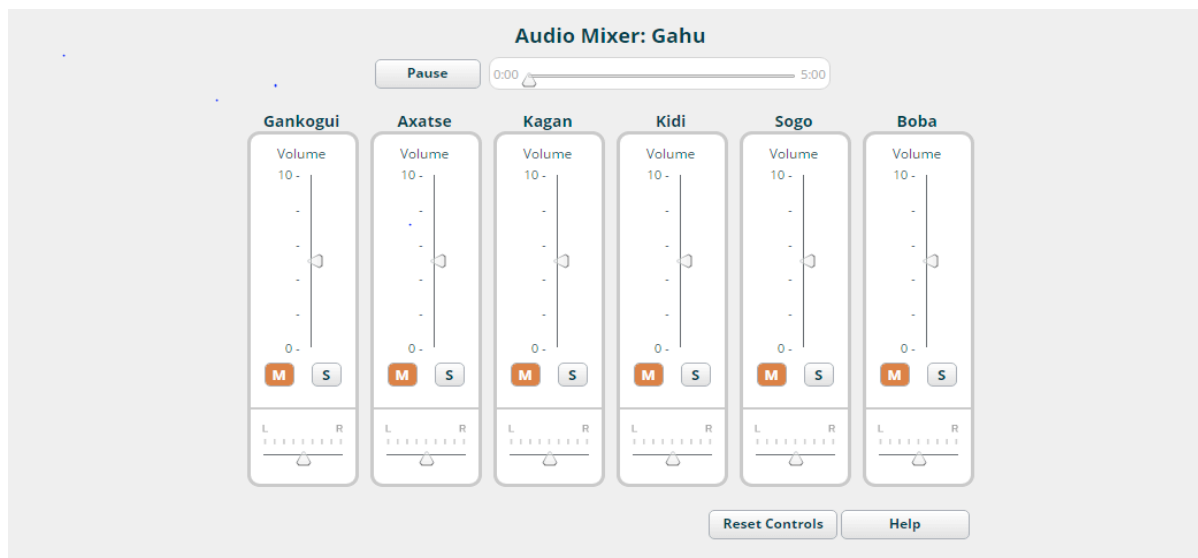 Audio Mixer: Gahu
Pause 0:00 5:00
Gankogui Axatse Kagan Kidi Sogo Boba
Volume Volume Volume Volume Volume Volume
10 - 10 - 10 - 10 - 10 - 10 -
- - - - - -
- - - - - -
- - - - - -
- - - - - -
0 - 0 - 0 - 0 - 0 - 0 -
M S M S M S M S M S M S
L R L R L R L R L R L R
Reset Controls Help